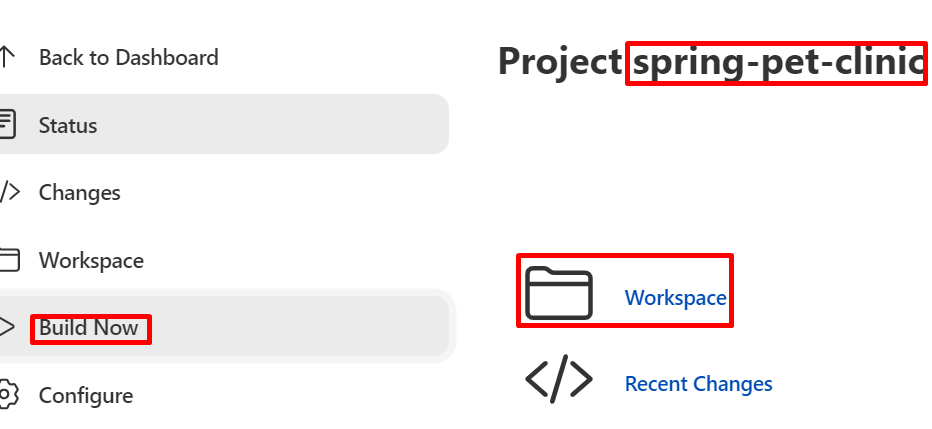 Back to Dashboard
Status
Changes
Workspace
Build Now
Configure
Project spring-pet-clinic
Workspace
Recent Changes